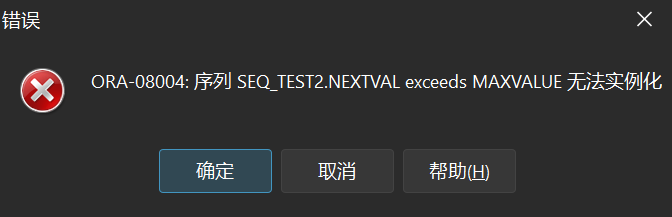 错误
ORA-08004: 序列 SEQ_TEST2.NEXTVAL exceeds MAXVALUE 无法实例化
确定 取消 帮助(H)